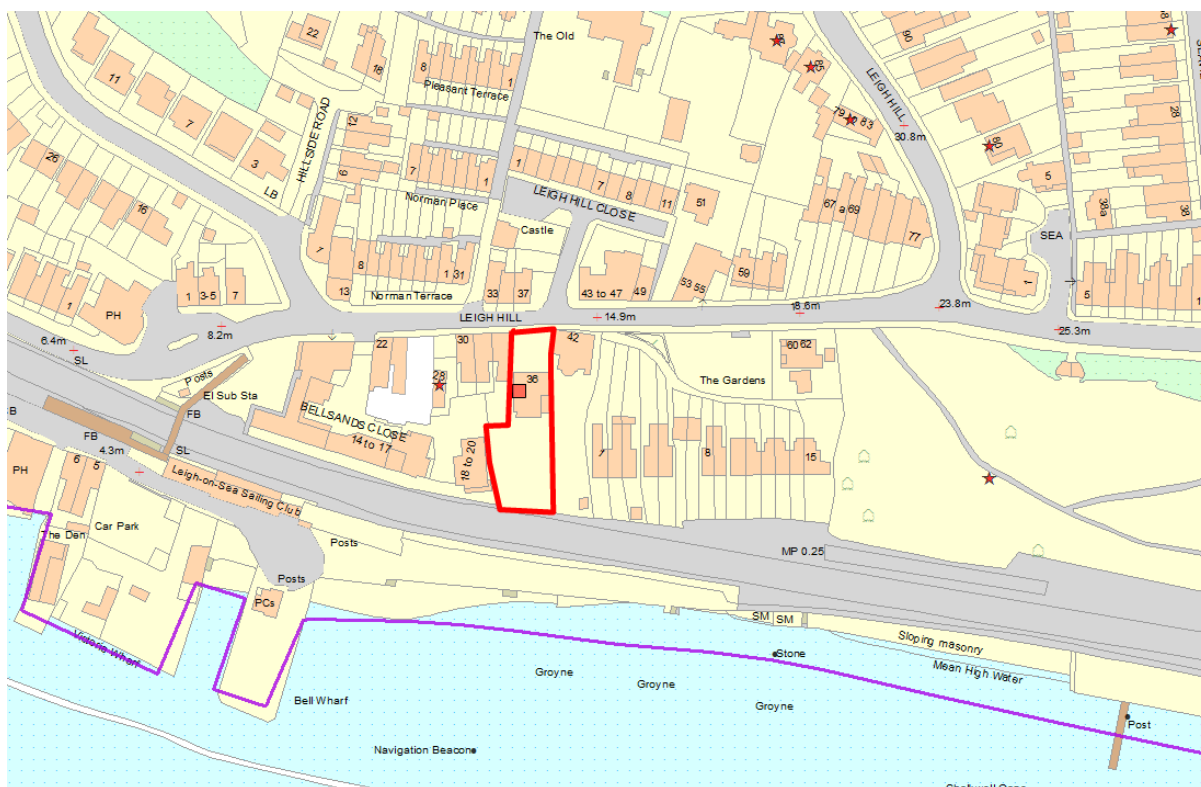 22
The Old
90
11
18
8
1
85
Pleasant Terrace
LEIGH HILL
7
12
79 to 83
28
30.8m
HILLSIDE ROAD
3
80
26
6
7
1
1
7
8
11
5
LB
LEIGH HILL CLOSE
51
16
Norman Place
67 a 69
38a
38
Castle
77
SEA
7
8
1
31
59
1
3-5
7
13
Norman Terrace
33
37
43 to 47
49
53 55
1
5
1
PH
LEIGH HILL
14.9m
18.6m
23.8m
25.3m
8.2m
6.4m
SL
22
30
42
60
62
Posts
28
36
The Gardens
El Sub Sta
BELLSANDS CLOSE
FB
FB
14 to 17
18 to 20
7
8
15
4.3m
SL
PH
6
5
Leigh-on-Sea Sailing Club
Car Park
The Den
Posts
MP 0.25
Posts
PCs
SM
SM
Sloping masonry
Victoria Wharf
Stone
Mean High Water
Groyne
Groyne
Bell Wharf
Groyne
Post
Navigation Beacon